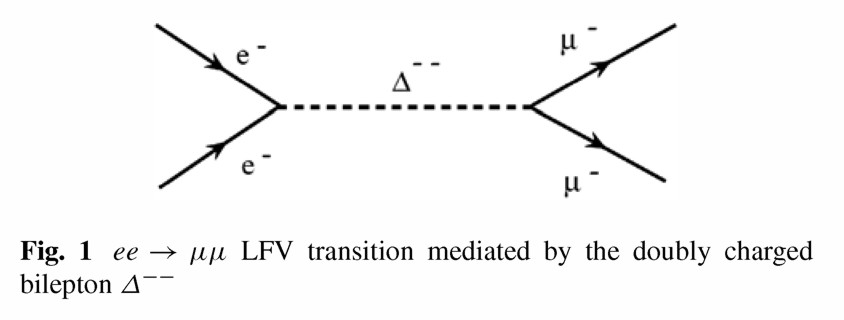 e -
Δ - -
μ -
e -
μ -
Fig. 1 ee → μμ LFV transition mediated by the doubly charged
bilepton Δ−−